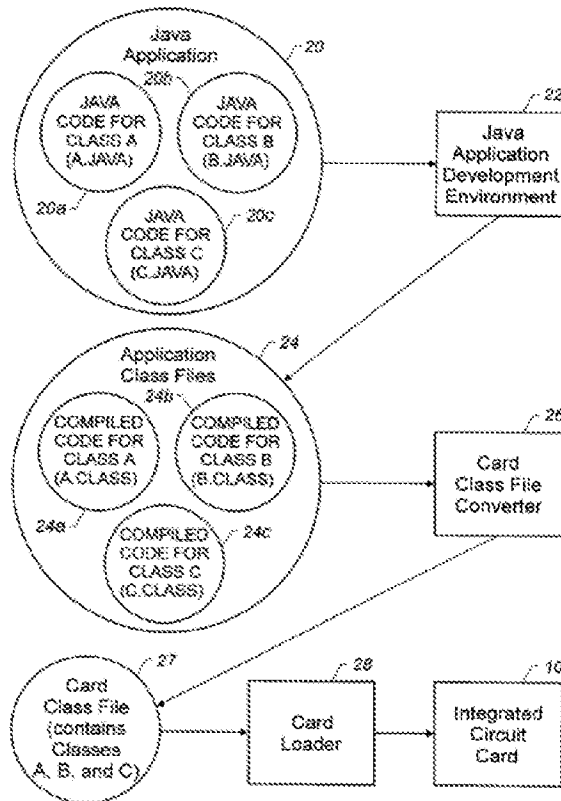 Java
Application
20
20b
JAVA
CODE FOR
CLASS A
(A.JAVA)
JAVA
CODE FOR
CLASS B
(B.JAVA)
20a
JAVA
CODE FOR
CLASS C
(C.JAVA)
20c
22
Java
Application
Development
Environment
24
Application
Class Files
24b
COMPILED
CODE FOR
CLASS A
(A.CLASS)
COMPILED
CODE FOR
CLASS B
(B.CLASS)
24a
COMPILED
CODE FOR
CLASS C
(C.CLASS)
24c
26
Card
Class File
Converter
27
Card
Class File
(contains
Classes
A, B, and C)
28
Card
Loader
10
Integrated
Circuit
Card